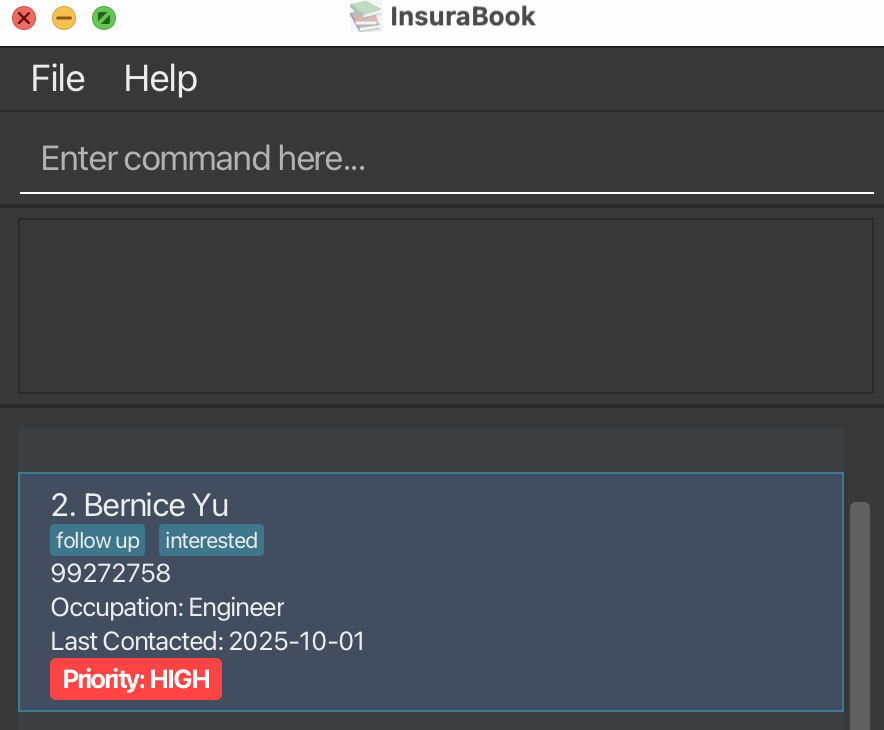 InsuraBook
File Help
Enter command here...
2. Bernice Yu
follow up interested
99272758
Occupation: Engineer
Last Contacted: 2025-10-01
Priority: HIGH